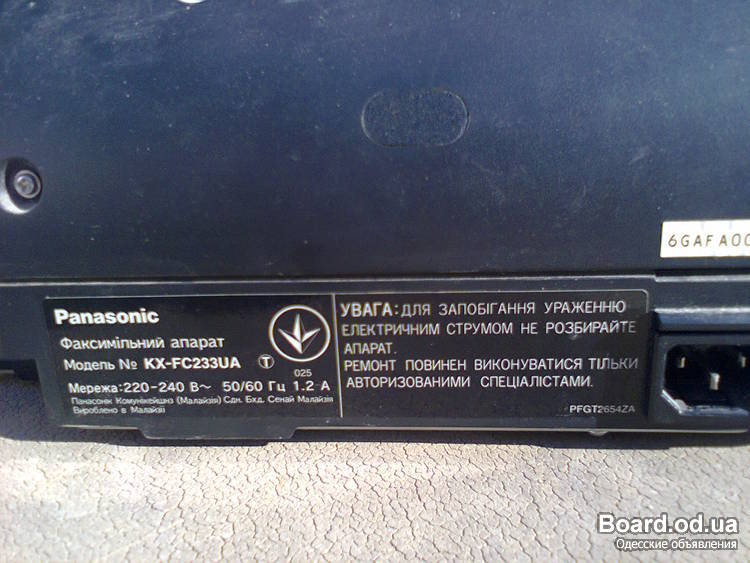 6GAFA00
Panasonic
Факсимільний апарат
Модель № KX-FC233UA Т
025
Мережа:220-240 В~ 50/60 Гц 1.2 А
Панасонік Комунікейшнз (Малайзія) Сдн. Бхд. Сенай Малайзія
Вироблено в Малайзії
УВАГА: ДЛЯ ЗАПОБІГАННЯ УРАЖЕННЮ
ЕЛЕКТРИЧНИМ СТРУМОМ НЕ РОЗБИРАЙТЕ
АПАРАТ.
РЕМОНТ ПОВИНЕН ВИКОНУВАТИСЯ ТІЛЬКИ
АВТОРИЗОВАНИМИ СПЕЦІАЛІСТАМИ.
PFGT2654ZA
Board.od.ua
Одесские объявления